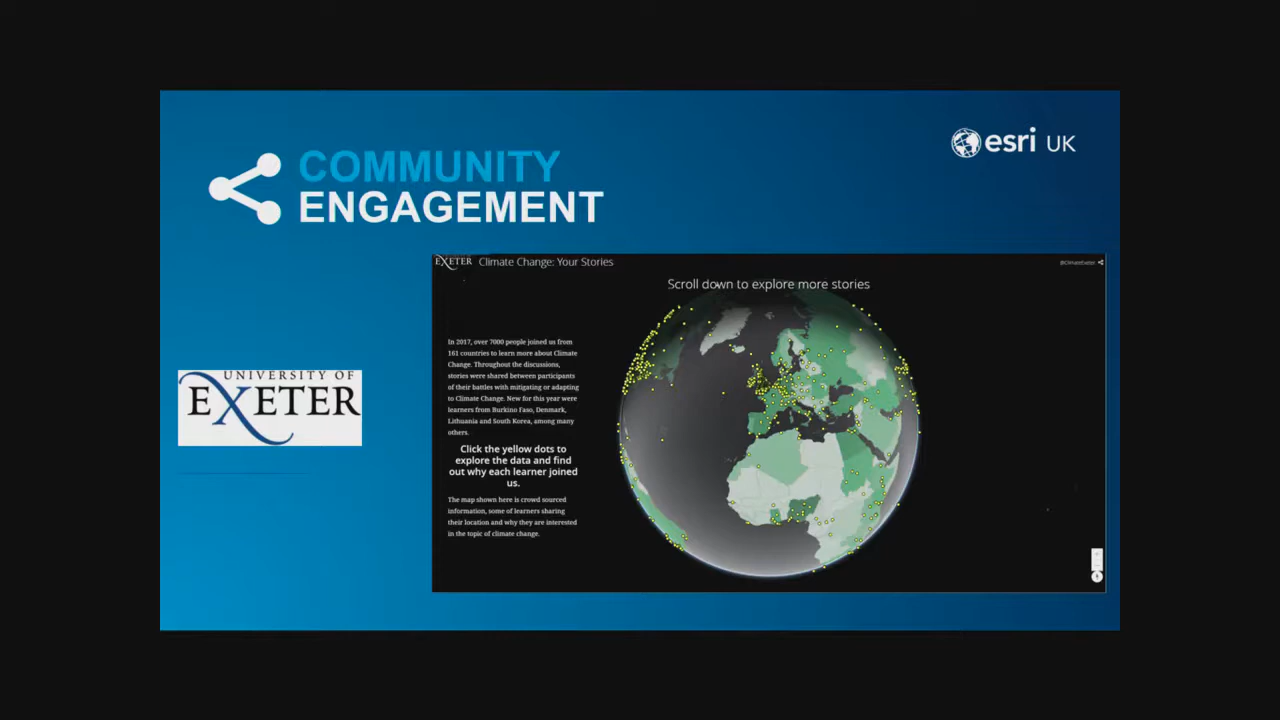 COMMUNITY
ENGAGEMENT
esri UK
UNIVERSITY OF
EXETER
EXETER Climate Change: Your Stories
@ClimateExeter
Scroll down to explore more stories
In 2017, over 7000 people joined us from
161 countries to learn more about Climate
Change. Throughout the discussions,
stories were shared between participants
of their battles with mitigating or adapting
to Climate Change. New for this year were
learners from Burkino Faso, Denmark,
Lithuania and South Korea, among many
others.
Click the yellow dots to
explore the data and find
out why each learner joined
us.
The map shown here is crowd sourced
information, some of learners sharing
their location and why they are interested
in the topic of climate change.